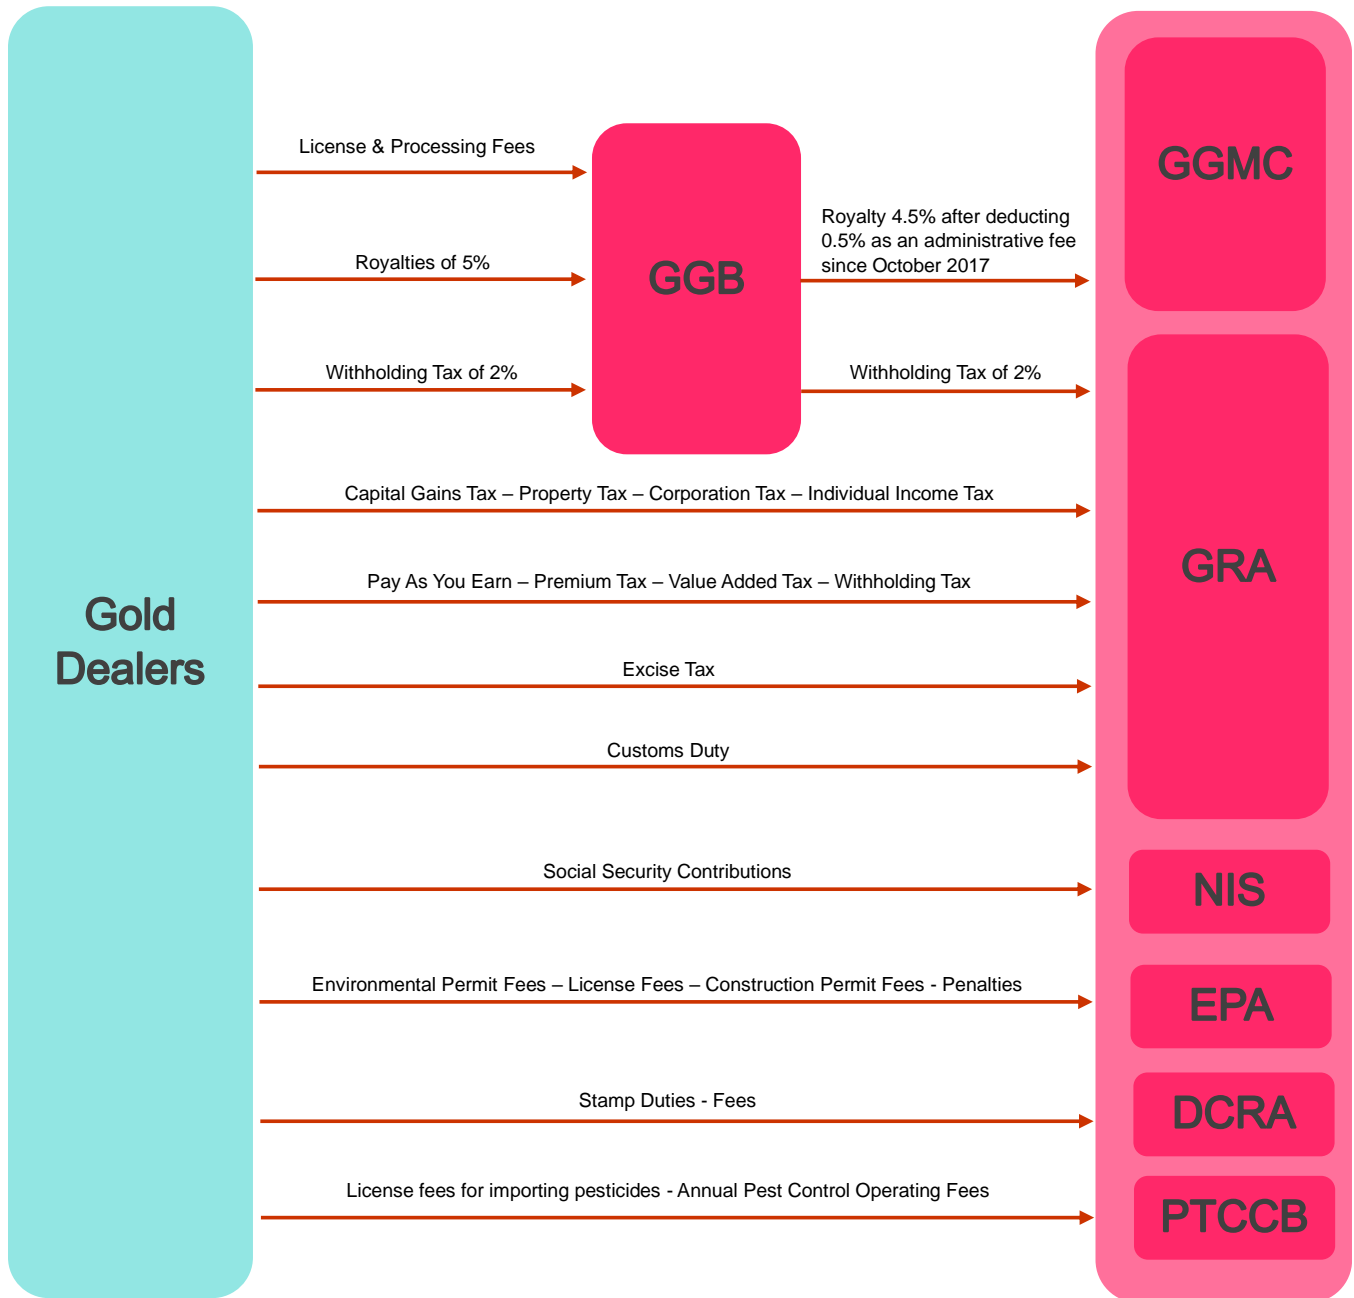 GGMC
License & Processing Fees
Royalty 4.5% after deducting
0.5% as an administrative fee
since October 2017
Royalties of 5%
GGB
Withholding Tax of 2%
Withholding Tax of 2%
Capital Gains Tax – Property Tax – Corporation Tax – Individual Income Tax
GRA
Pay As You Earn – Premium Tax – Value Added Tax – Withholding Tax
Gold
Dealers
Excise Tax
Customs Duty
Social Security Contributions
NIS
Environmental Permit Fees – License Fees – Construction Permit Fees - Penalties
EPA
Stamp Duties - Fees
DCRA
License fees for importing pesticides - Annual Pest Control Operating Fees
PTCCB